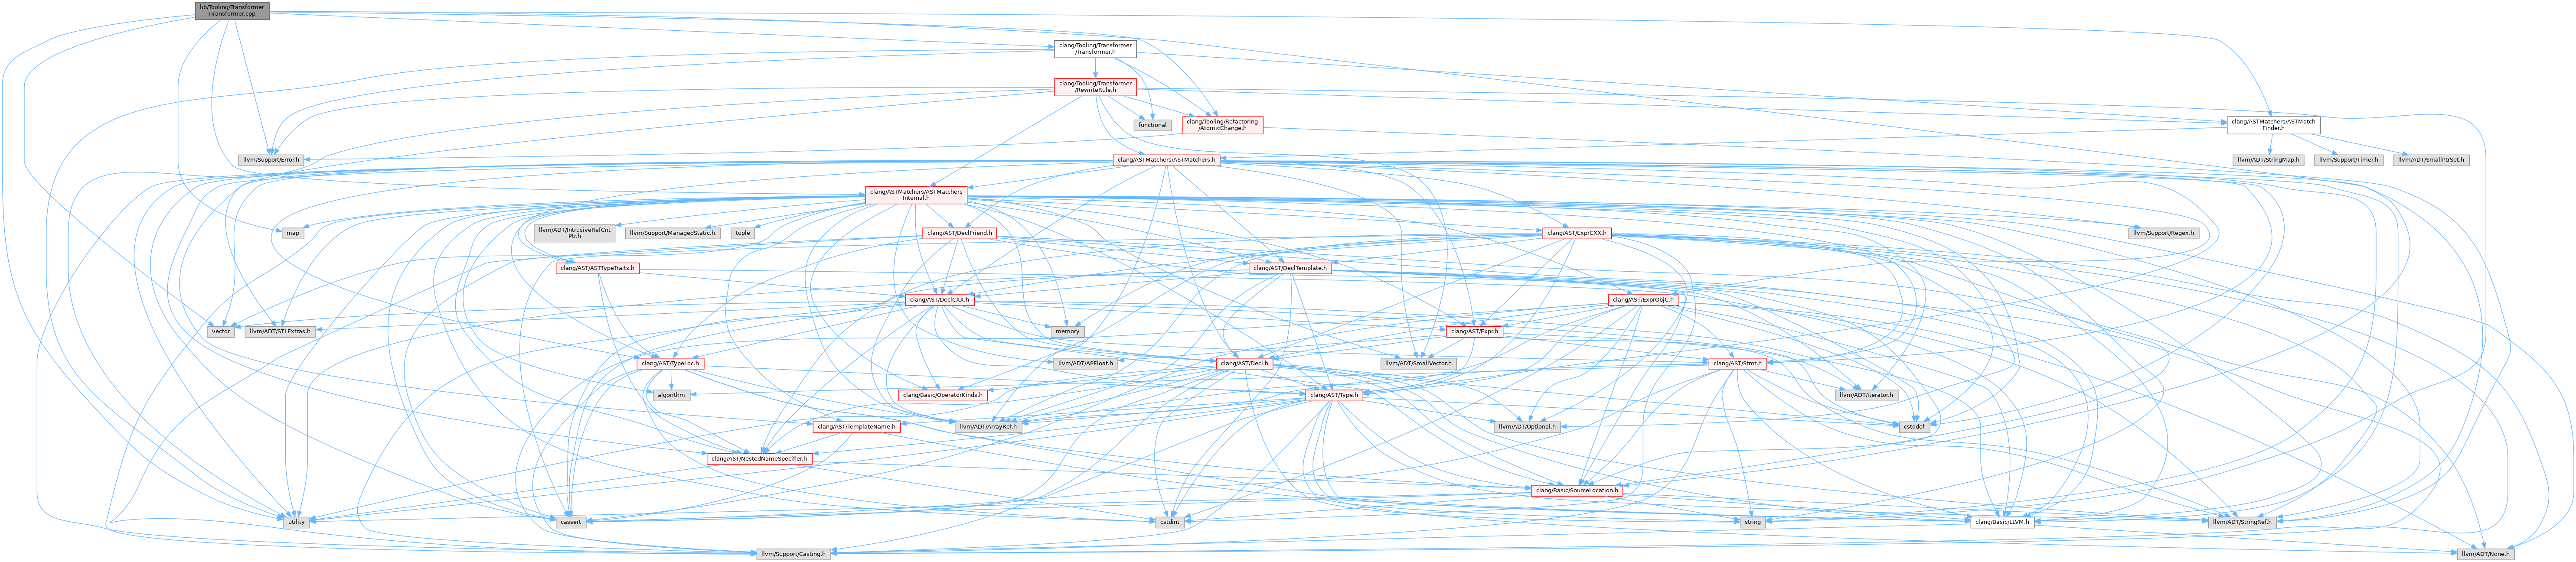 lib/Tooling/Transformer
/Transformer.cpp
clang/Tooling/Transformer
/Transformer.h
clang/Tooling/Transformer
/RewriteRule.h
functional
clang/Tooling/Refactoring
/AtomicChange.h
clang/ASTMatchers/ASTMatch
Finder.h
llvm/Support/Error.h
clang/ASTMatchers/ASTMatchers.h
llvm/ADT/StringMap.h
llvm/Support/Timer.h
llvm/ADT/SmallPtrSet.h
clang/ASTMatchers/ASTMatchers
Internal.h
map
llvm/ADT/IntrusiveRefCnt
Ptr.h
llvm/Support/ManagedStatic.h
tuple
clang/AST/DeclFriend.h
clang/AST/ExprCXX.h
llvm/Support/Regex.h
clang/AST/ASTTypeTraits.h
clang/AST/DeclTemplate.h
clang/AST/DeclCXX.h
clang/AST/ExprObjC.h
vector
llvm/ADT/STLExtras.h
memory
clang/AST/Expr.h
clang/AST/TypeLoc.h
llvm/ADT/APFloat.h
clang/AST/Decl.h
llvm/ADT/SmallVector.h
clang/AST/Stmt.h
algorithm
clang/Basic/OperatorKinds.h
clang/AST/Type.h
llvm/ADT/iterator.h
clang/AST/TemplateName.h
llvm/ADT/ArrayRef.h
llvm/ADT/Optional.h
cstddef
clang/AST/NestedNameSpecifier.h
clang/Basic/SourceLocation.h
utility
cassert
cstdint
string
clang/Basic/LLVM.h
llvm/ADT/StringRef.h
llvm/Support/Casting.h
llvm/ADT/None.h